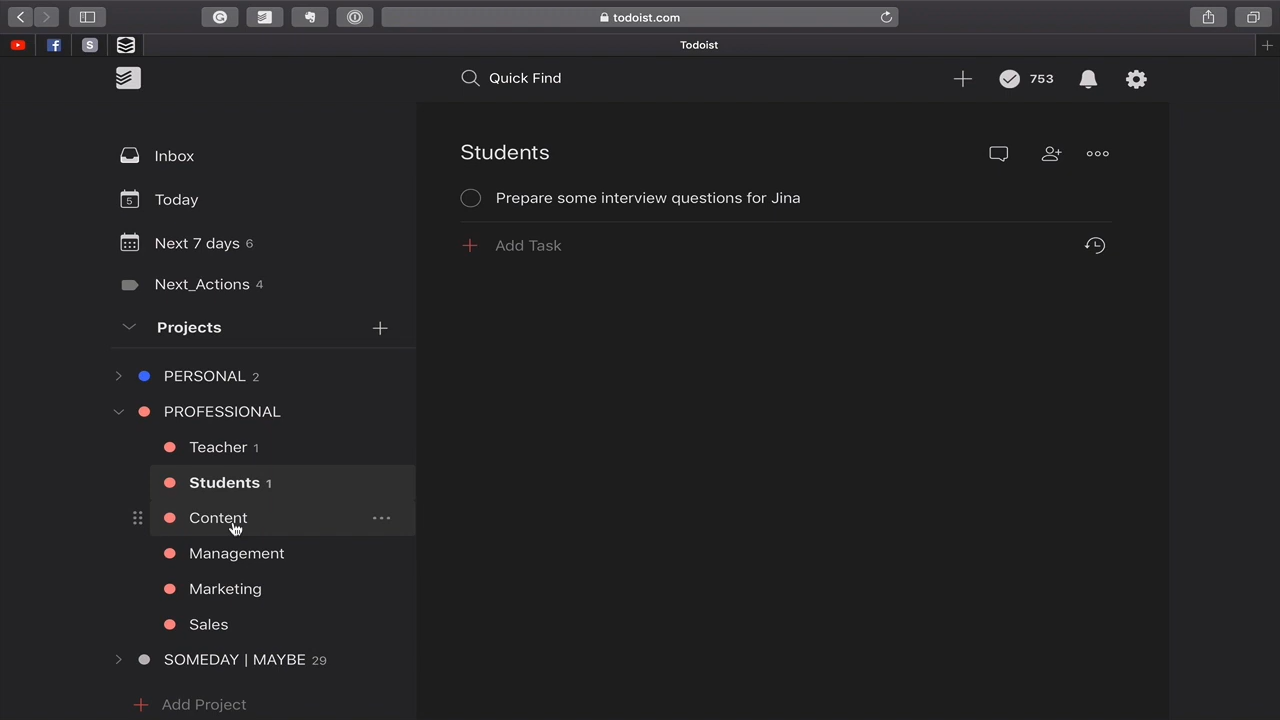 todoist.com
S
Todoist
Quick Find
753
Inbox
5
Today
Next 7 days 6
Next_Actions 4
Projects
PERSONAL 2
PROFESSIONAL
Teacher 1
Students 1
Content
Management
Marketing
Sales
SOMEDAY | MAYBE 29
Add Project
Students
Prepare some interview questions for Jina
Add Task